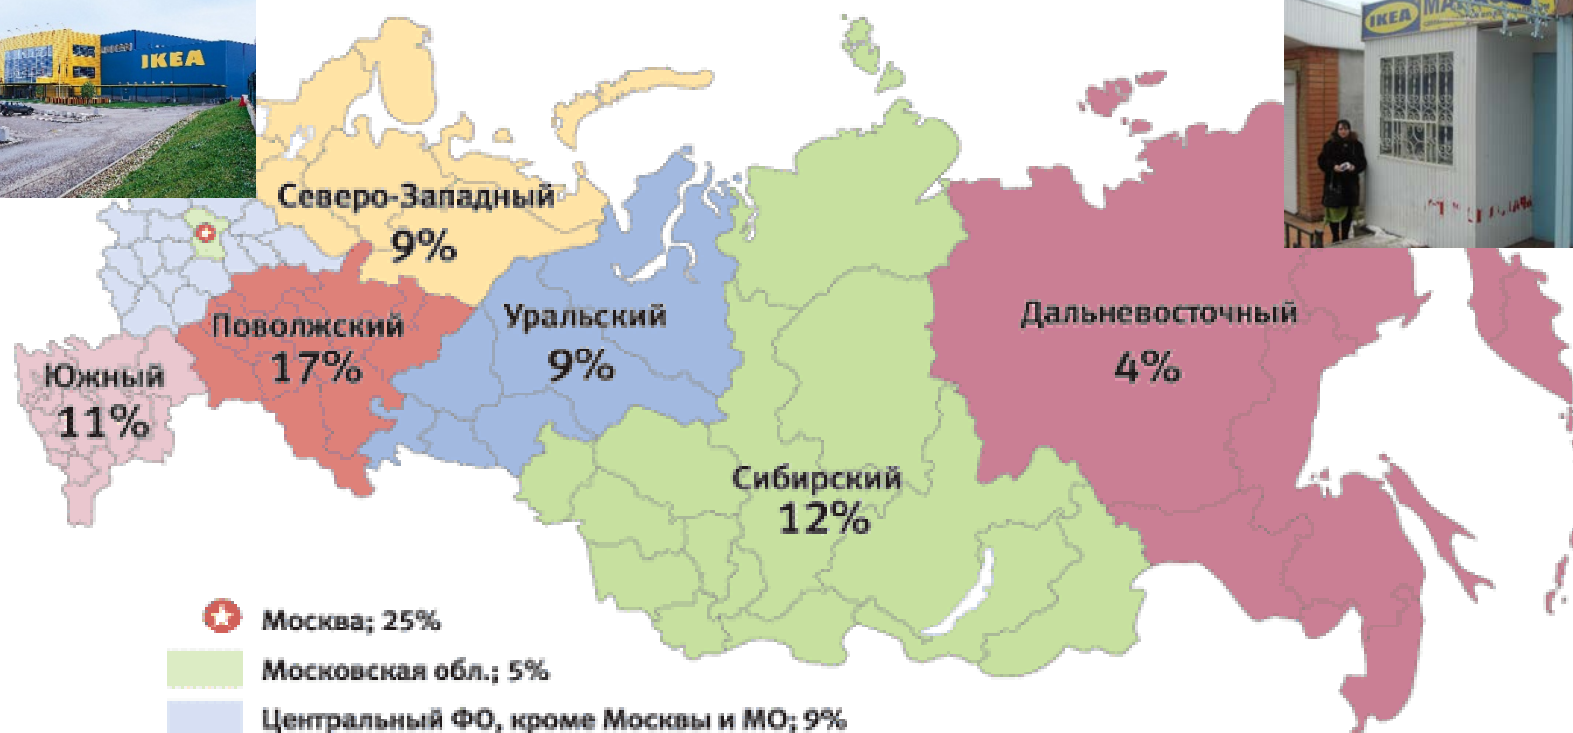 IKEA
IKEA
Северо-Западный
9%
Поволжский
17%
Уральский
9%
Дальневосточный
4%
Южный
11%
Сибирский
12%
Москва; 25%
Московская обл.; 5%
Центральный ФО, кроме Москвы и МО; 9%